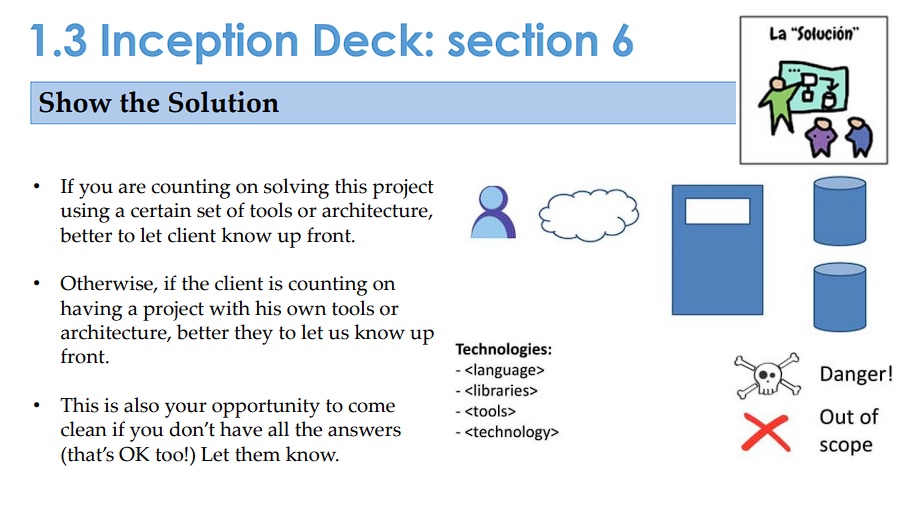 1.3 Inception Deck: section 6
La "Solución"
Show the Solution
• If you are counting on solving this project
using a certain set of tools or architecture,
better to let client know up front.
• Otherwise, if the client is counting on
having a project with his own tools or
architecture, better they to let us know up
front.
• This is also your opportunity to come
clean if you don't have all the answers
(that's OK too!) Let them know.
Technologies:
- <language>
- <libraries>
- <tools>
- <technology>
Danger!
Out of
scope